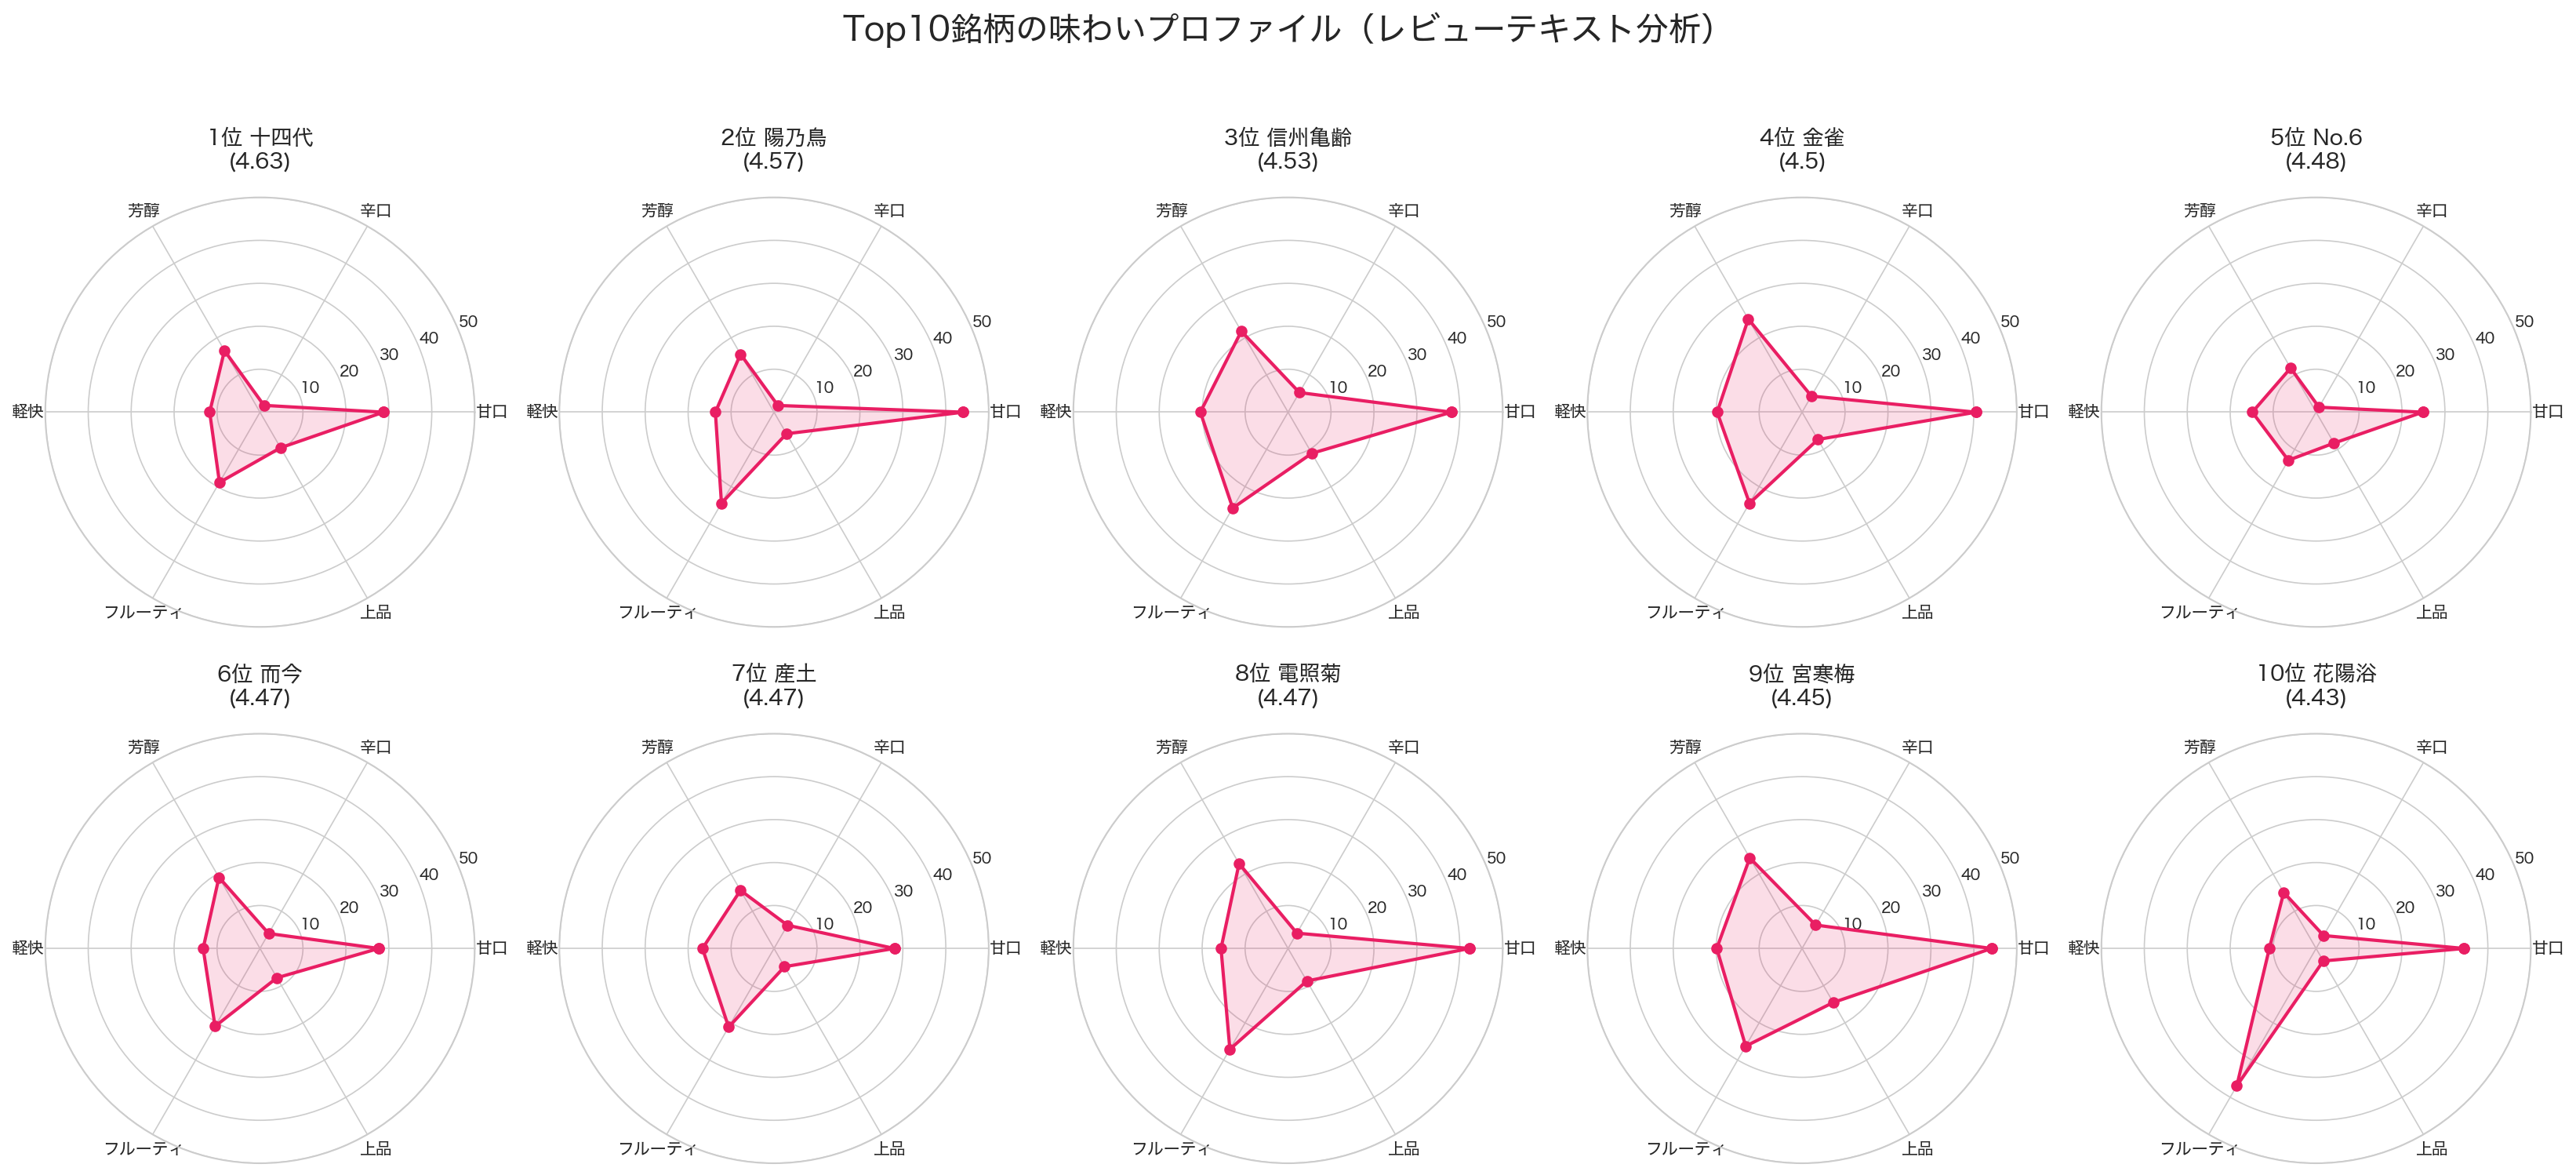 Top10銘柄の味わいプロファイル（レビューテキスト分析）
1位 十四代
(4.63)
芳醇
辛口
軽快
甘口
フルーティ
上品
10
20
30
40
50
2位 陽乃鳥
(4.57)
芳醇
辛口
軽快
甘口
フルーティ
上品
10
20
30
40
50
3位 信州亀齢
(4.53)
芳醇
辛口
軽快
甘口
フルーティ
上品
10
20
30
40
50
4位 金雀
(4.5)
芳醇
辛口
軽快
甘口
フルーティ
上品
10
20
30
40
50
5位 No.6
(4.48)
芳醇
辛口
軽快
甘口
フルーティ
上品
10
20
30
40
50
6位 而今
(4.47)
芳醇
辛口
軽快
甘口
フルーティ
上品
10
20
30
40
50
7位 産土
(4.47)
芳醇
辛口
軽快
甘口
フルーティ
上品
10
20
30
40
50
8位 電照菊
(4.47)
芳醇
辛口
軽快
甘口
フルーティ
上品
10
20
30
40
50
9位 宮寒梅
(4.45)
芳醇
辛口
軽快
甘口
フルーティ
上品
10
20
30
40
50
10位 花陽浴
(4.43)
芳醇
辛口
軽快
甘口
フルーティ
上品
10
20
30
40
50